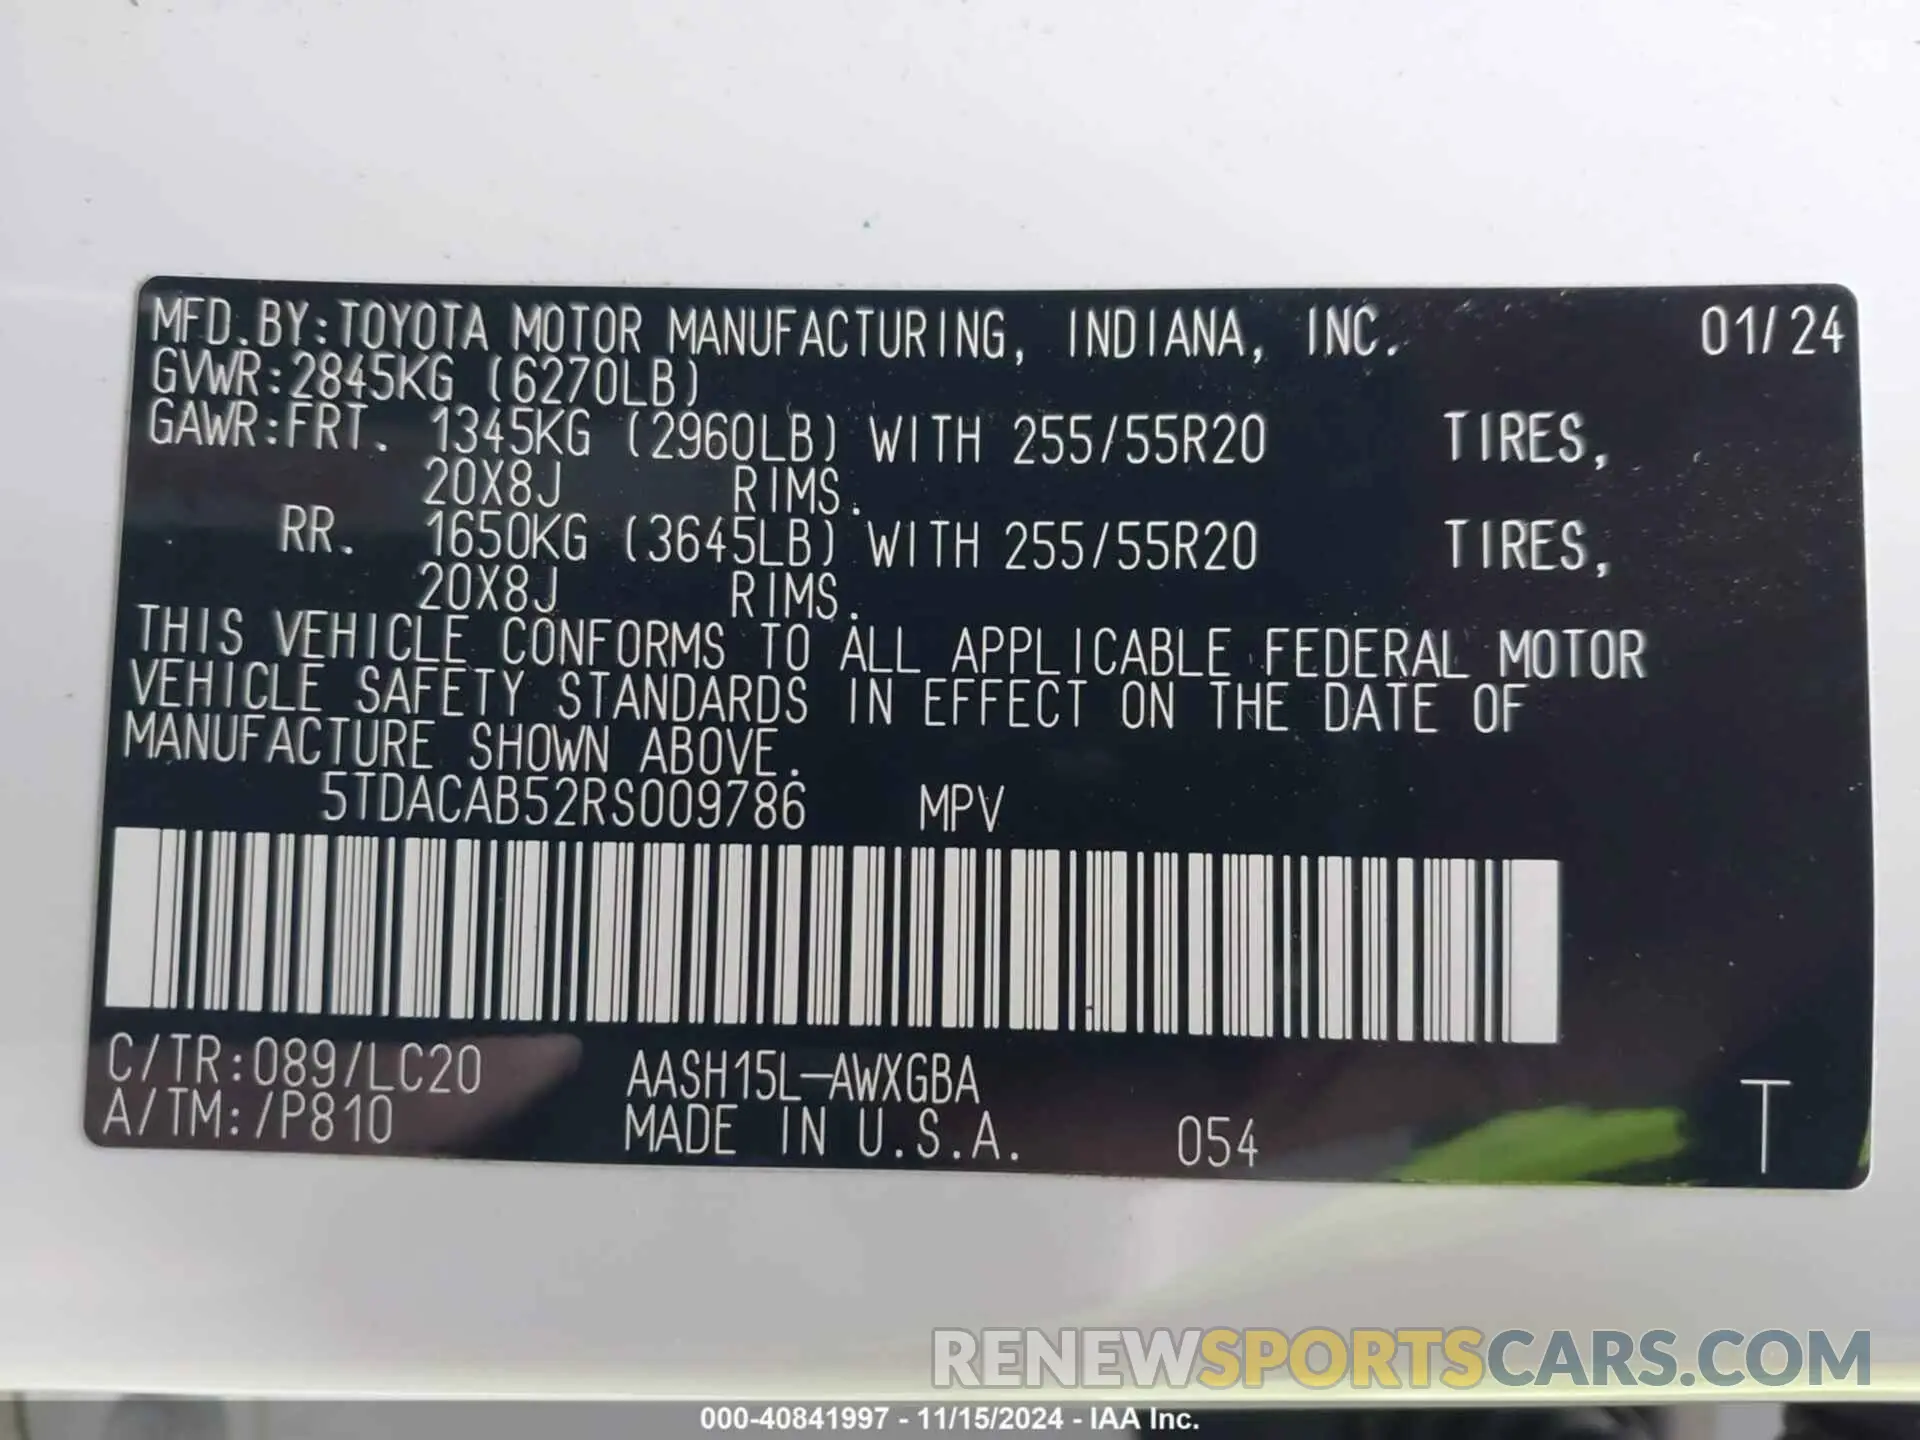 MFD.BY:TOYOTA MOTOR MANUFACTURING, INDIANA, INC. 01/24
GVWR:2845KG (6270LB)
GAWR:FRT. 1345KG (2960LB) WITH 255/55R20 TIRES,
20X8J RIMS.
RR. 1650KG (3645LB) WITH 255/55R20 TIRES,
20X8J RIMS.
THIS VEHICLE CONFORMS TO ALL APPLICABLE FEDERAL MOTOR
VEHICLE SAFETY STANDARDS IN EFFECT ON THE DATE OF
MANUFACTURE SHOWN ABOVE.
5TDACAB52RS009786 MPV
C/TR:089/LC20 AASH15L-AWXGBA
A/TM:/P810 MADE IN U.S.A. 054 T
RENEWSPORTSCARS.COM
000-40841997 - 11/15/2024 - IAA Inc.